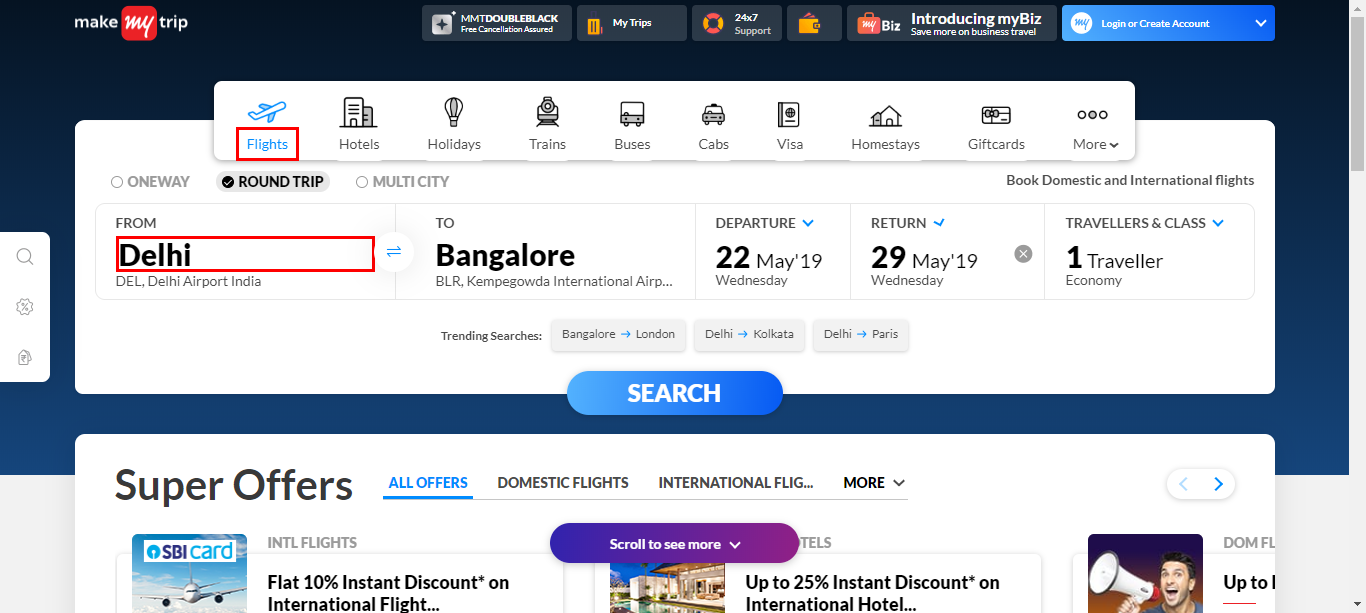 make my trip
MMTDOUBLEBLACK
Free Cancellation Assured
My Trips
24x7
Support
my Biz
Introducing myBiz
Save more on business travel
my
Login or Create Account
Flights
Hotels
Holidays
Trains
Buses
Cabs
Visa
Homestays
Giftcards
More
ONEWAY
ROUND TRIP
MULTI CITY
Book Domestic and International flights
FROM
Delhi
DEL, Delhi Airport India
TO
Bangalore
BLR, Kempegowda International Airp...
DEPARTURE
22 May'19
Wednesday
RETURN
29 May'19
Wednesday
TRAVELLERS & CLASS
1 Traveller
Economy
Trending Searches:
Bangalore → London
Delhi → Kolkata
Delhi → Paris
SEARCH
Super Offers
ALL OFFERS
DOMESTIC FLIGHTS
INTERNATIONAL FLIG...
MORE
Scroll to see more
SBI card
INTL FLIGHTS
Flat 10% Instant Discount* on
International Flight...
TELS
Up to 25% Instant Discount* on
International Hotel...
DOM FL
Up to